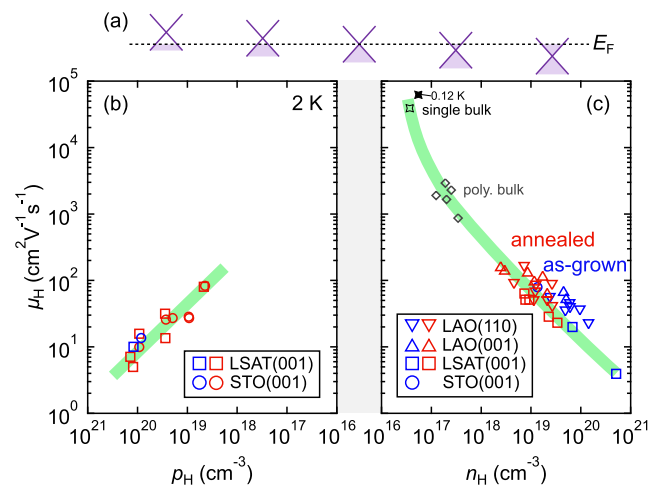 (a)
E_F
(b)
2 K
(c)
10^5
10^4
10^3
10^2
10^1
10^0
μ_H (cm^2V^-1s^-1)
0.12 K
single bulk
poly. bulk
annealed
as-grown
LSAT(001)
STO(001)
LAO(110)
LAO(001)
LSAT(001)
STO(001)
10^21 10^20 10^19 10^18 10^17 10^16 10^16 10^17 10^18 10^19 10^20 10^21
p_H (cm^-3)
n_H (cm^-3)